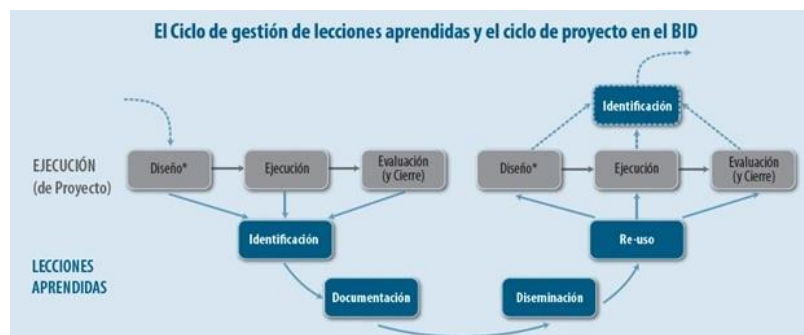 El Ciclo de gestión de lecciones aprendidas y el ciclo de proyecto en el BID
Identificación
EJECUCIÓN
(de Proyecto)
Diseño*
Ejecución
Evaluación
(y Cierre)
Diseño*
Ejecución
Evaluación
(y Cierre)
Identificación
Re-uso
LECCIONES
APRENDIDAS
Documentación
Diseminación